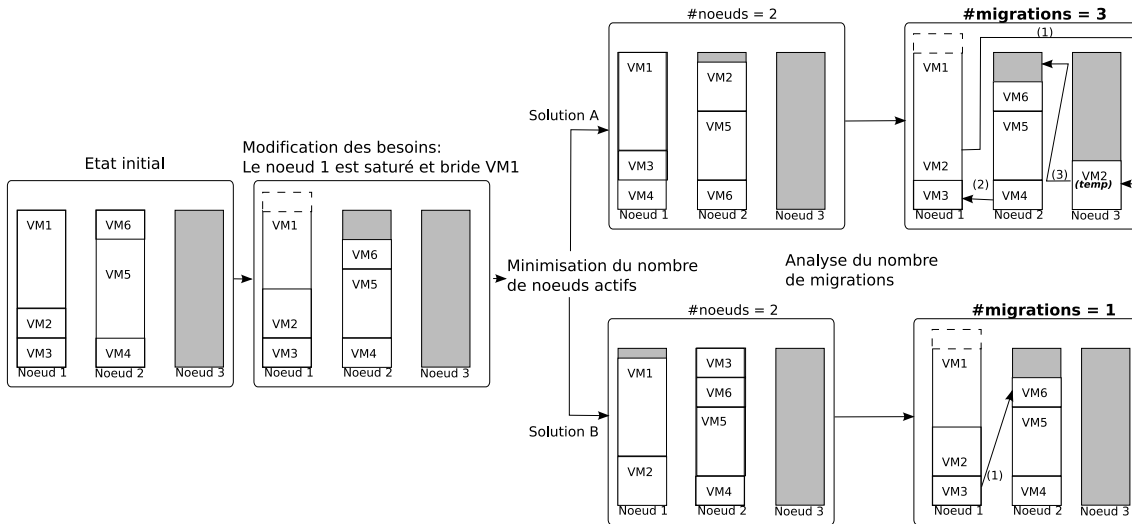 Etat initial
VM1
VM2
VM3
Noeud 1
VM6
VM5
VM4
Noeud 2
Noeud 3
Modification des besoins:
Le noeud 1 est saturé et bride VM1
VM1
VM2
VM3
Noeud 1
VM6
VM5
VM4
Noeud 2
Noeud 3
Minimisation du nombre
de noeuds actifs
Solution A
#noeuds = 2
VM1
VM3
VM4
Noeud 1
VM2
VM5
VM6
Noeud 2
Noeud 3
#migrations = 3
(1)
VM1
VM2
VM3
Noeud 1
(2)
VM6
VM5
VM4
Noeud 2
(3)
VM2
(temp)
Noeud 3
Analyse du nombre
de migrations
Solution B
#noeuds = 2
VM1
VM2
Noeud 1
VM3
VM6
VM5
VM4
Noeud 2
Noeud 3
#migrations = 1
VM1
VM2
VM3
Noeud 1
(1)
VM6
VM5
VM4
Noeud 2
Noeud 3